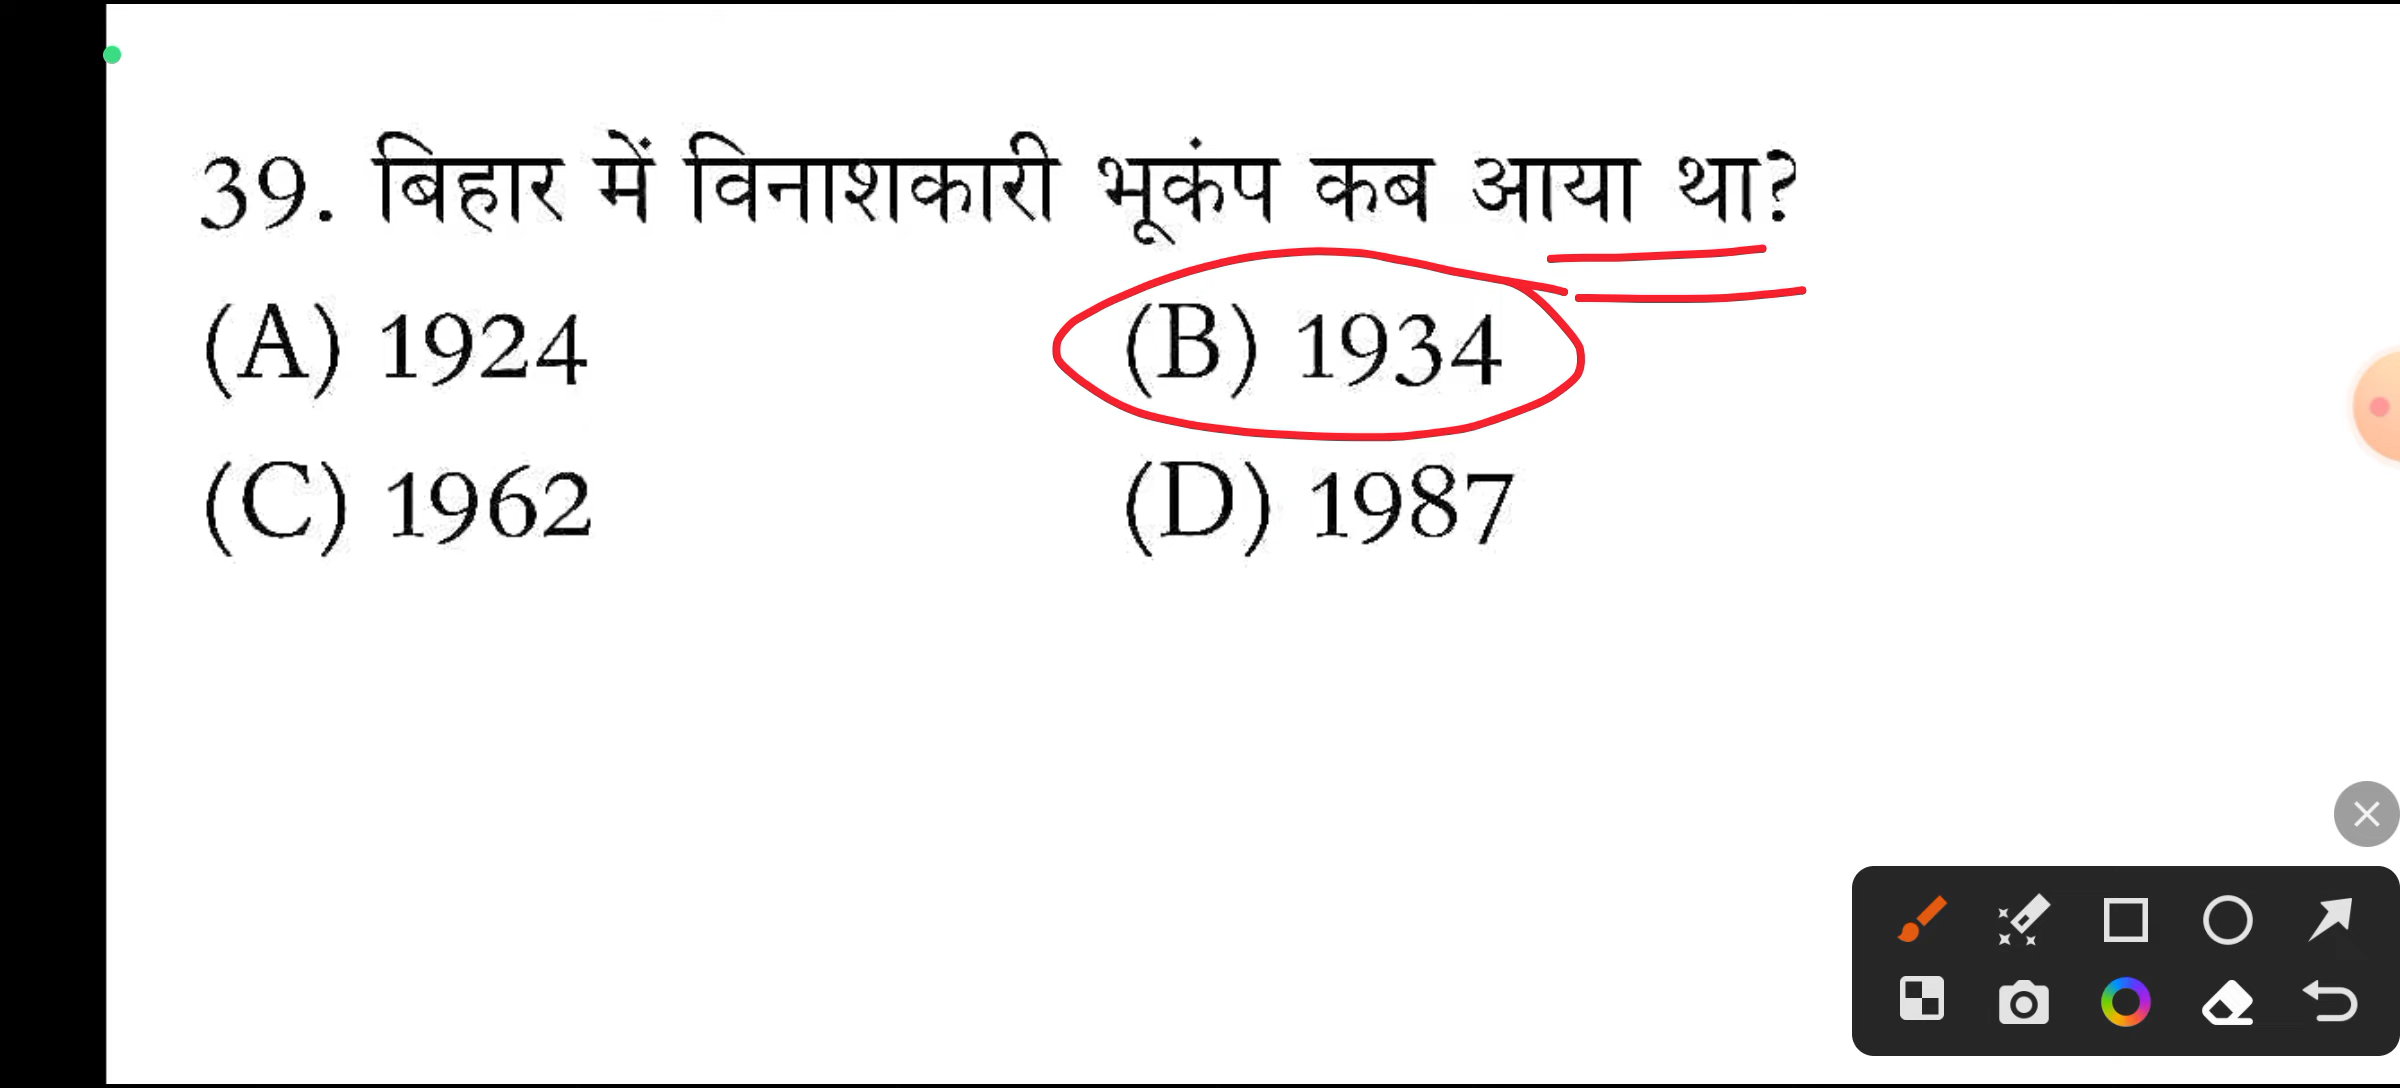 39. बिहार में विनाशकारी भूकंप कब आया था?
(A) 1924 (B) 1934
(C) 1962 (D) 1987